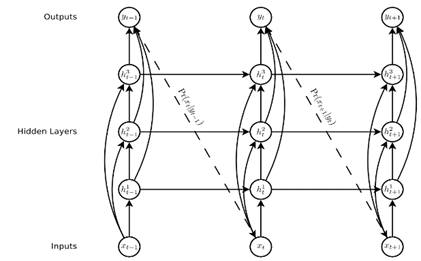 Outputs y_{t−1} y_t y_{t+1}
h^3_{t−1} h^3_t h^3_{t+1}
Pr(x_t|y_{t−1}) Pr(x_{t+1}|y_t)
Hidden Layers h^2_{t−1} h^2_t h^2_{t+1}
h^1_{t−1} h^1_t h^1_{t+1}
Inputs x_{t−1} x_t x_{t+1}